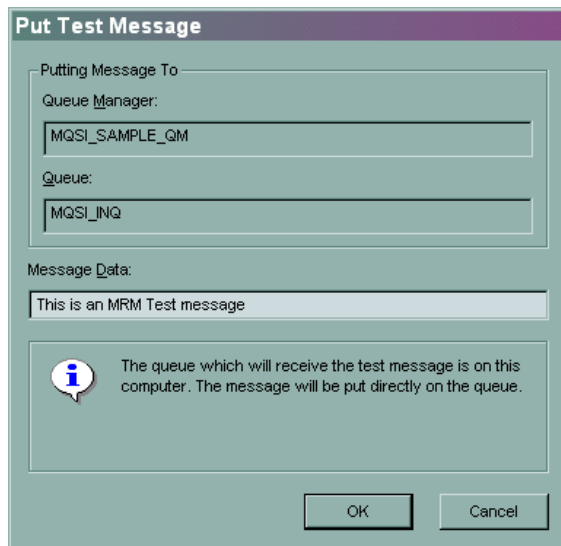 Put Test Message
Putting Message To
Queue Manager:
MQSI_SAMPLE_QM
Queue:
MQSI_INQ
Message Data:
This is an MRM Test message
The queue which will receive the test message is on this
computer. The message will be put directly on the queue.
OK
Cancel